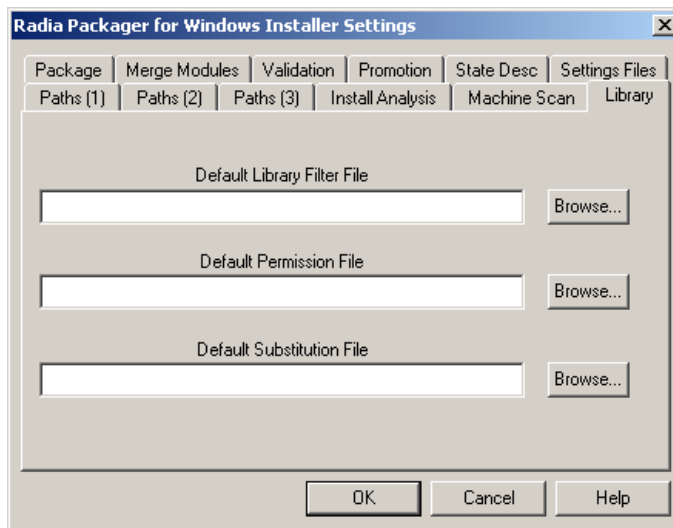 Radia Packager for Windows Installer Settings
Package Merge Modules Validation Promotion State Desc Settings Files
Paths (1) Paths (2) Paths (3) Install Analysis Machine Scan Library
Default Library Filter File
Browse...
Default Permission File
Browse...
Default Substitution File
Browse...
OK Cancel Help